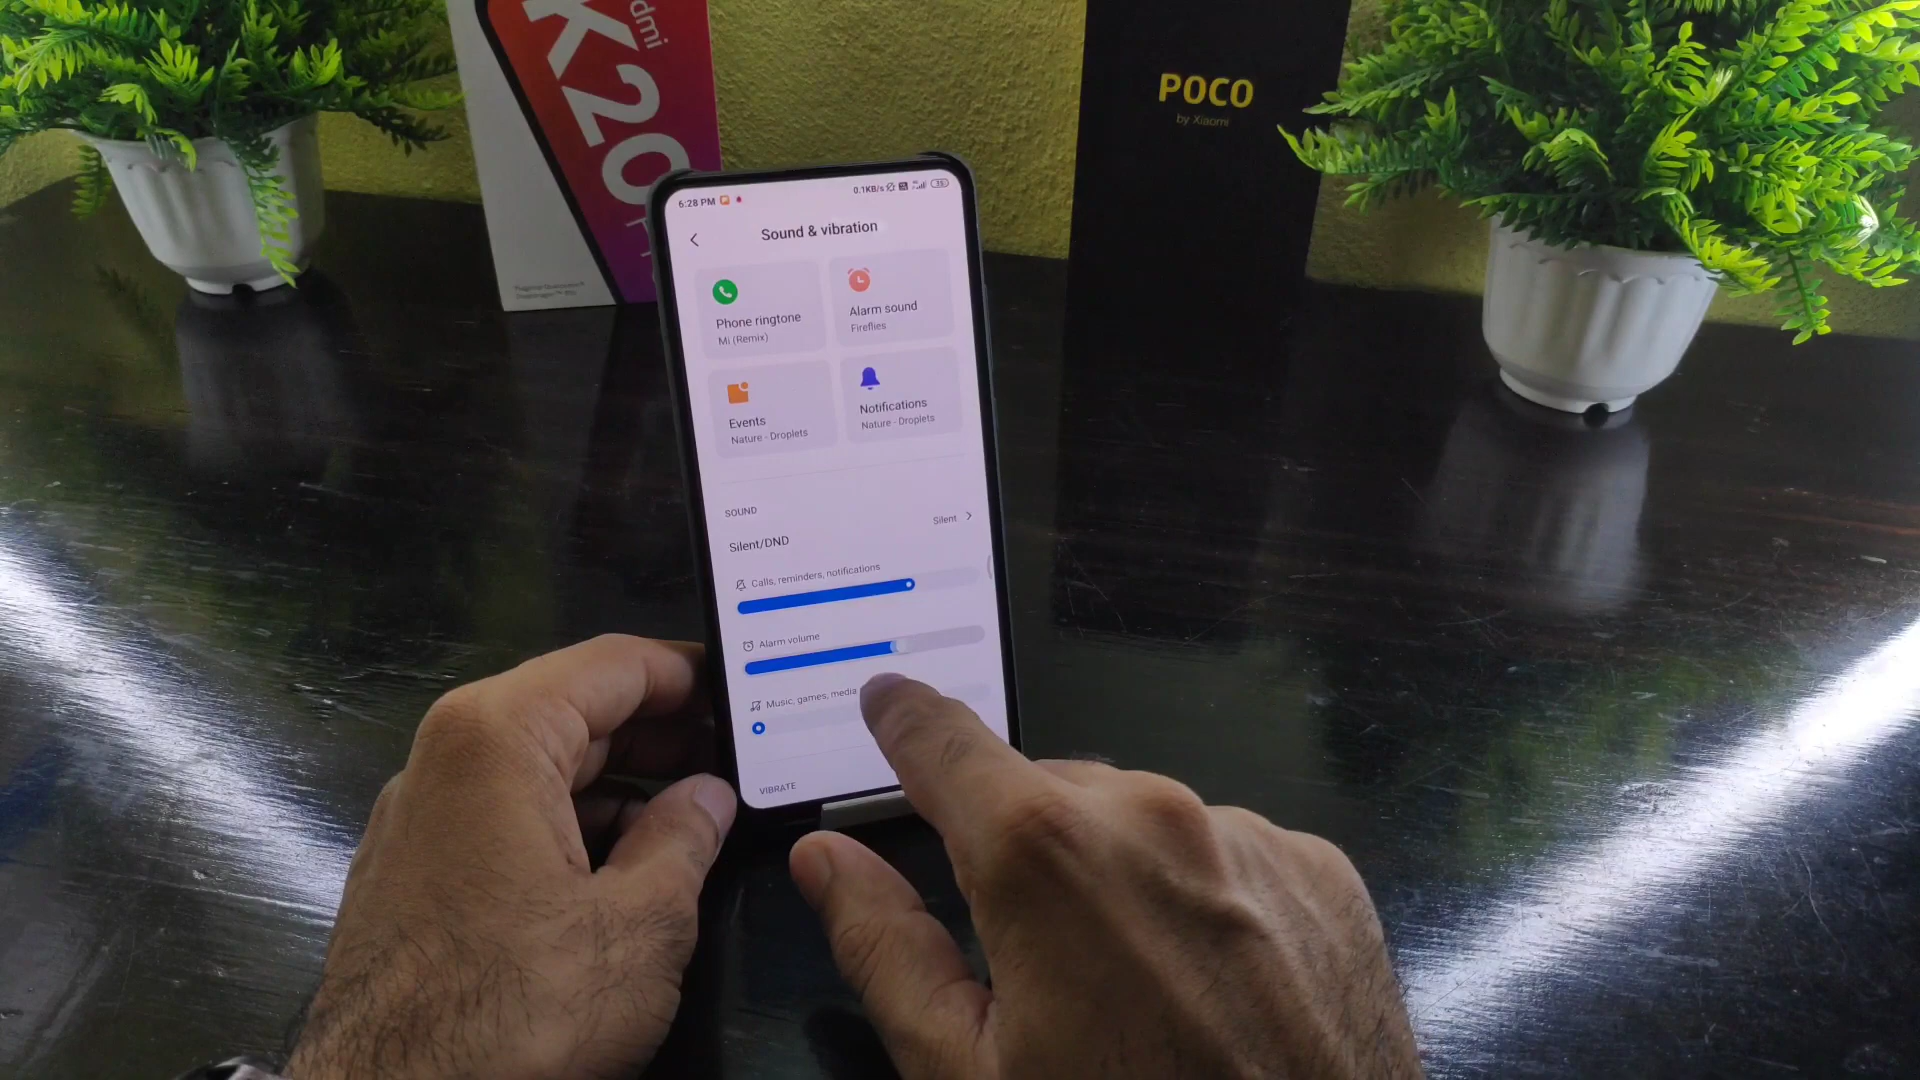 dmi
K20
POCO
by Xiaomi
6:28 PM
0.1KB/s
Sound & vibration
Phone ringtone
Mi (Remix)
Alarm sound
Fireflies
Events
Nature - Droplets
Notifications
Nature - Droplets
SOUND
Silent/DND
Silent
Calls, reminders, notifications
Alarm volume
Music, games, media
VIBRATE